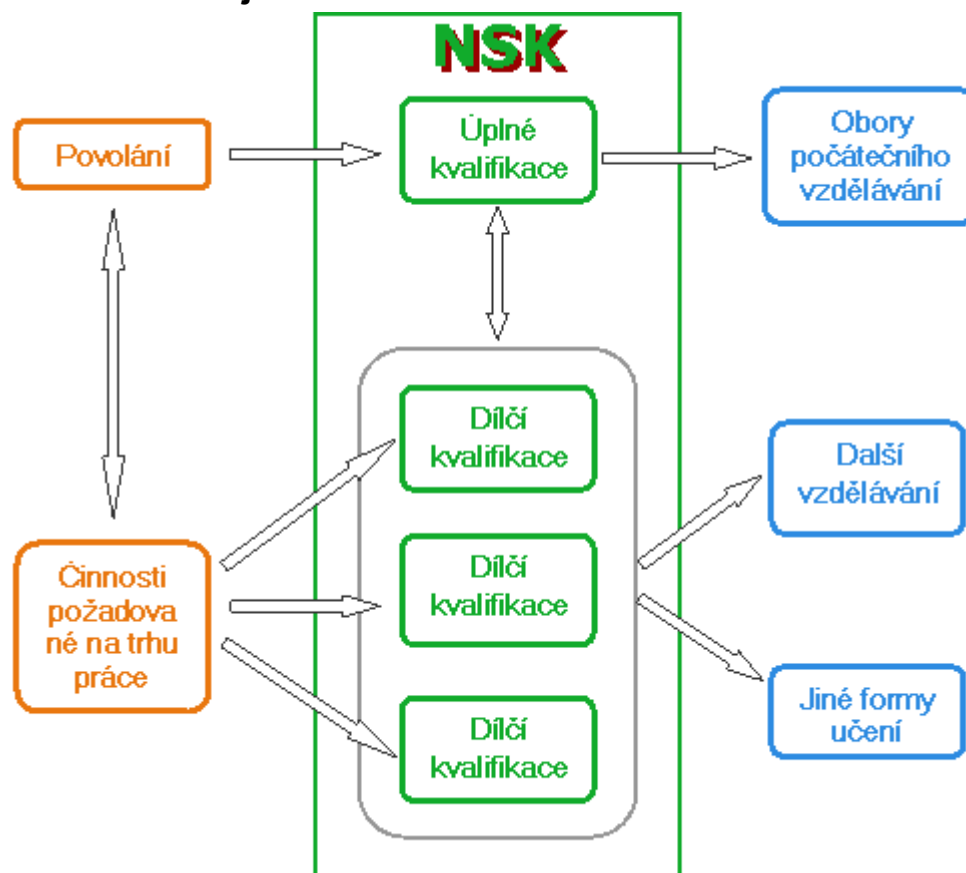 NSK
Povolání
Úplné
kvalifikace
Obory
počátečního
vzdělávání
Dílčí
kvalifikace
Další
vzdělávání
Činnosti
požadova
né na trhu
práce
Dílčí
kvalifikace
Dílčí
kvalifikace
Jiné formy
učení